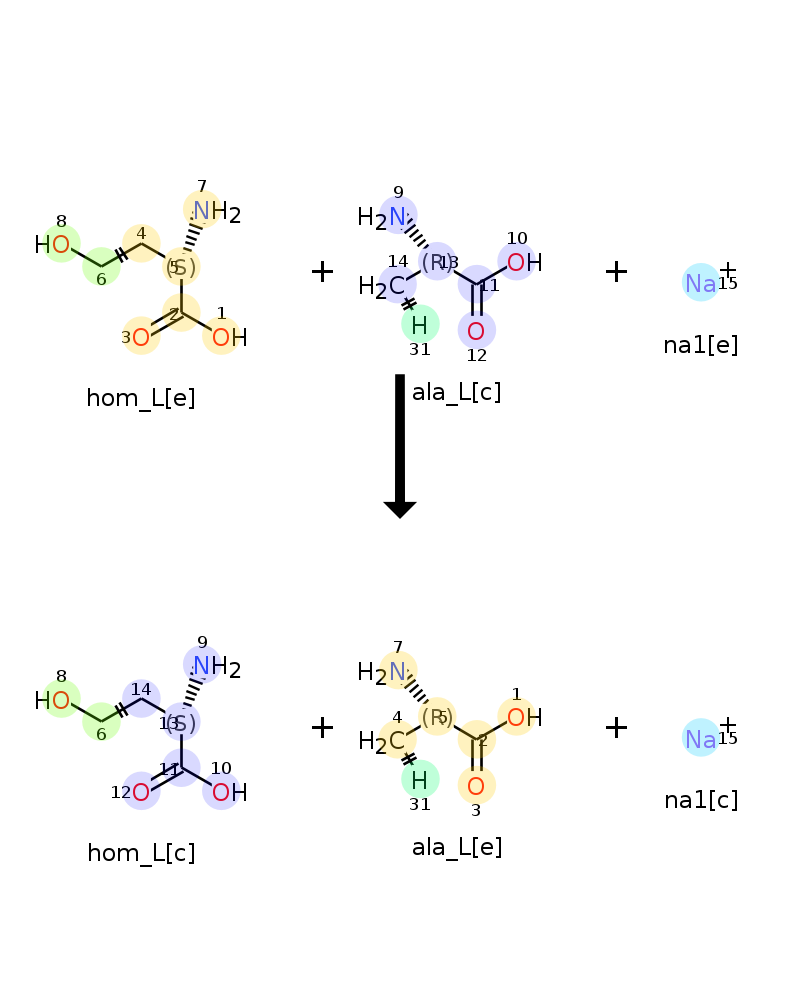 7
NH2
8
HO
4
6
(S)
5
2
3
O
1
OH
hom_L[e]
+
9
H2N
(R)
13
14
H2C
10
OH
11
H
31
O
12
ala_L[c]
+
Na+
15
na1[e]
9
NH2
8
HO
14
6
(S)
13
11
12
O
10
OH
hom_L[c]
+
7
H2N
(R)
5
4
H2C
1
OH
2
H
31
O
3
ala_L[e]
+
Na+
15
na1[c]